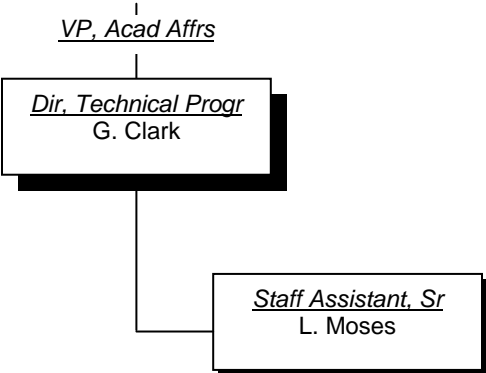 VP, Acad Affrs
Dir, Technical Progr
G. Clark
Staff Assistant, Sr
L. Moses